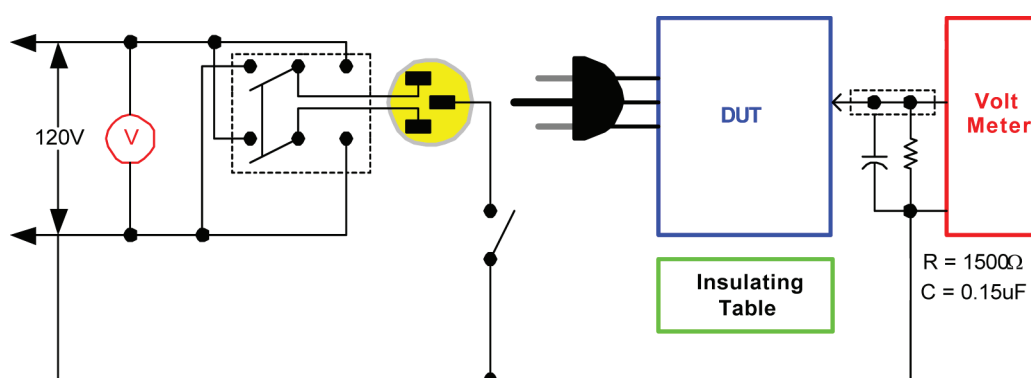 120V
V
DUT
Volt
Meter
Insulating
Table
R = 1500Ω
C = 0.15uF